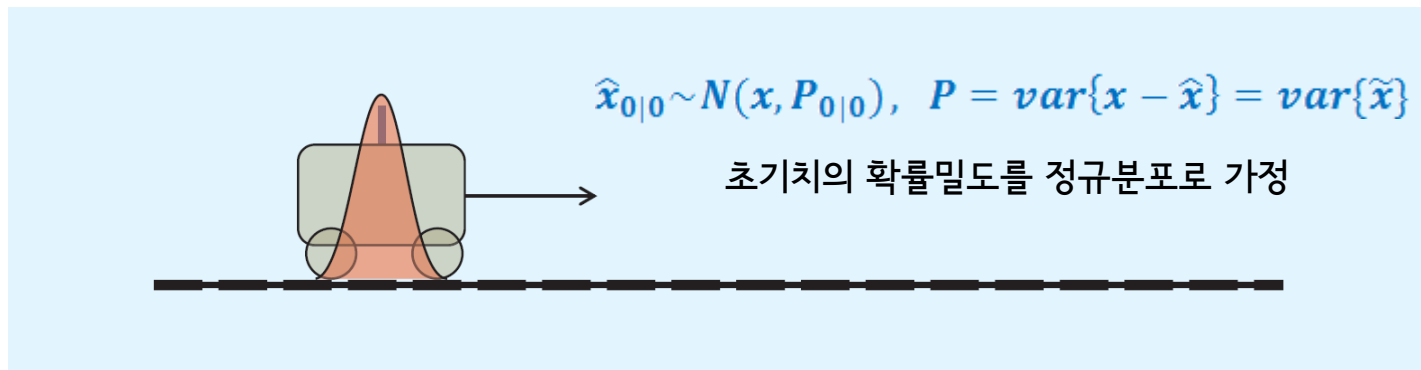 x̂₀|₀~N(x, P₀|₀), P = var{x − x̂} = var{x̃}
초기치의 확률밀도를 정규분포로 가정